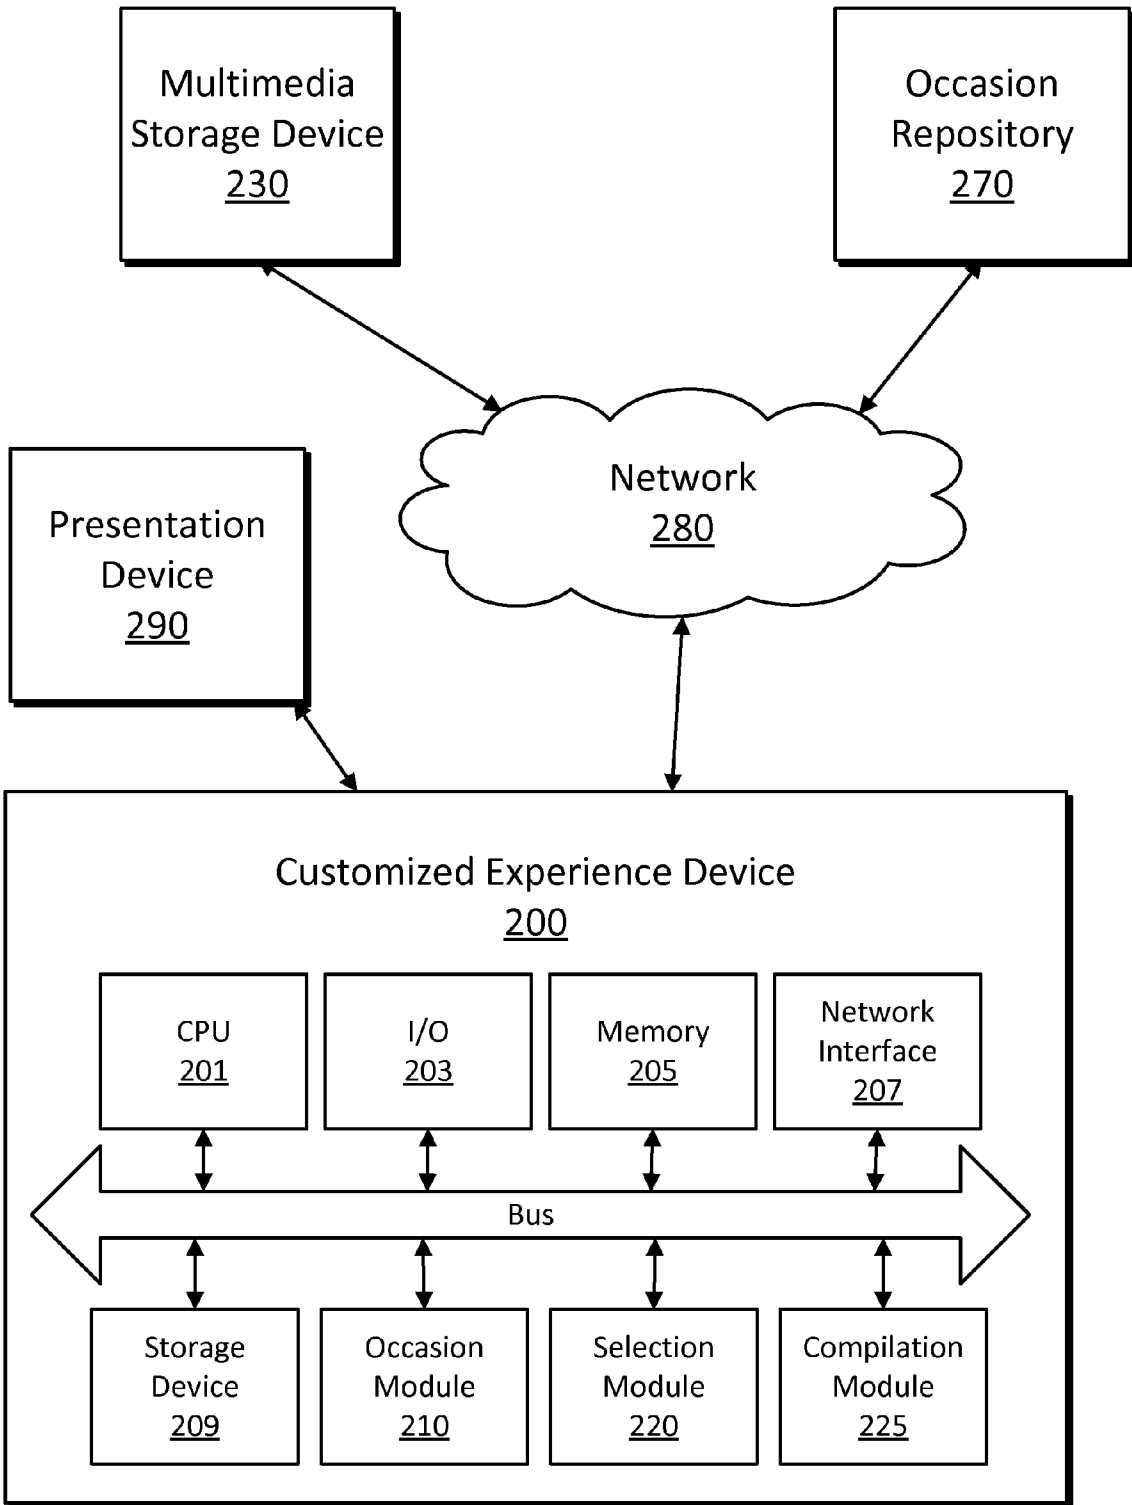 Multimedia
Storage Device
230
Occasion
Repository
270
Network
280
Presentation
Device
290
Customized Experience Device
200
CPU
201
I/O
203
Memory
205
Network
Interface
207
Bus
Storage
Device
209
Occasion
Module
210
Selection
Module
220
Compilation
Module
225